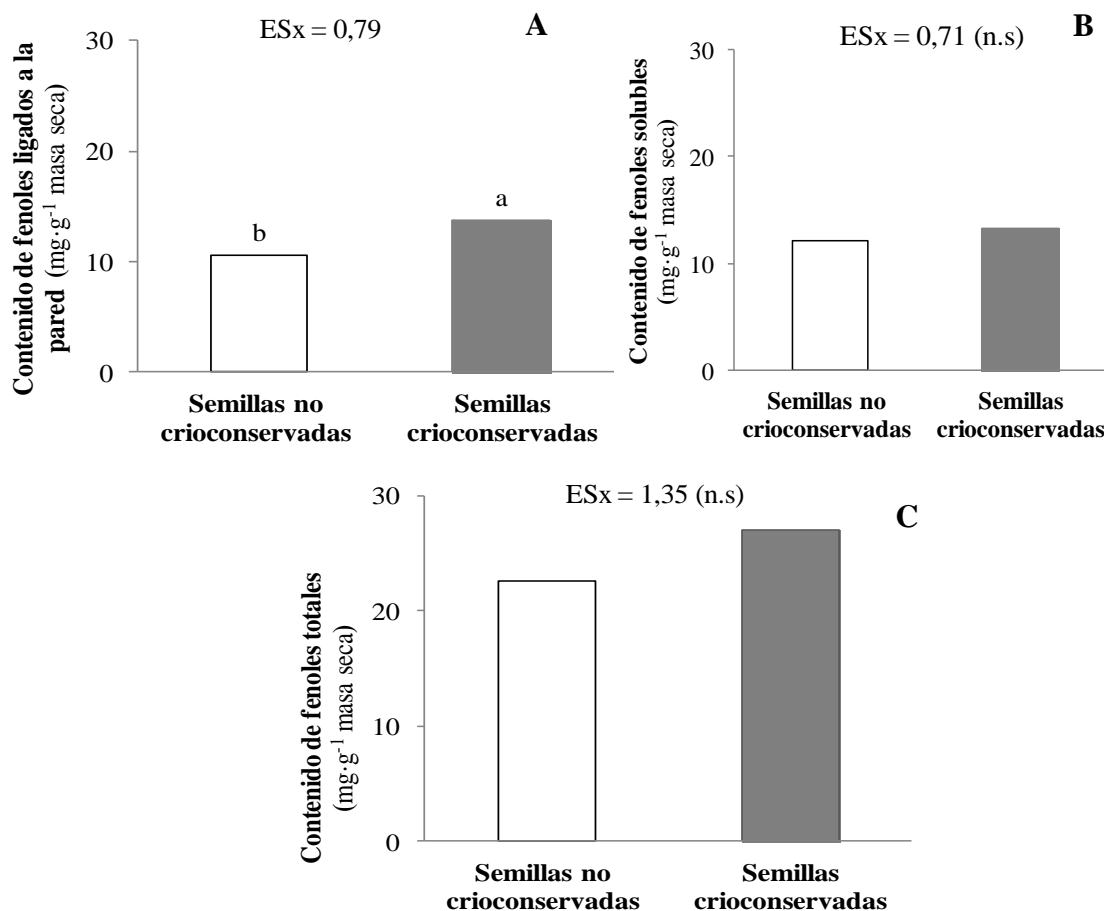 ESx = 0,79
A
Contenido de fenoles ligados a la
pared (mg·g-1 masa seca)
30
20
10
0
b
a
Semillas no
crioconservadas
Semillas
crioconservadas
ESx = 0,71 (n.s)
B
Contenido de fenoles solubles
(mg·g-1 masa seca)
30
20
10
0
Semillas no
crioconservadas
Semillas
crioconservadas
ESx = 1,35 (n.s)
C
Contenido de fenoles totales
(mg·g-1 masa seca)
30
20
10
0
Semillas no
crioconservadas
Semillas
crioconservadas